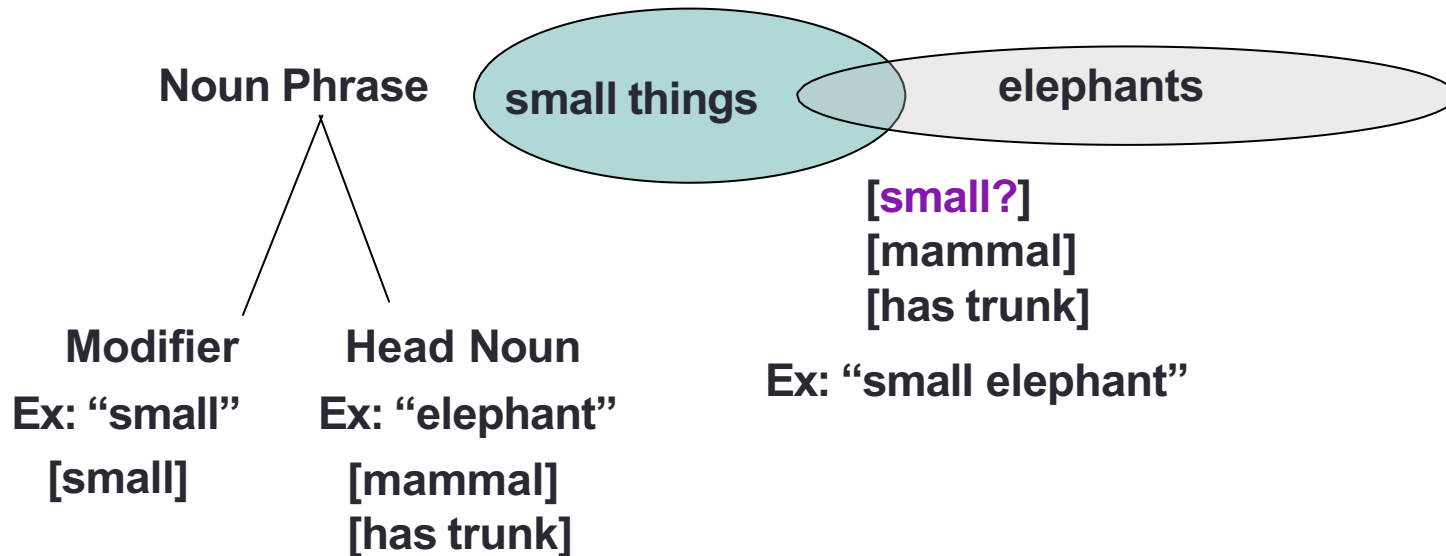 Noun Phrase
small things
elephants
[small?]
[mammal]
[has trunk]
Modifier
Head Noun
Ex: “small”
Ex: “elephant”
Ex: “small elephant”
[small]
[mammal]
[has trunk]